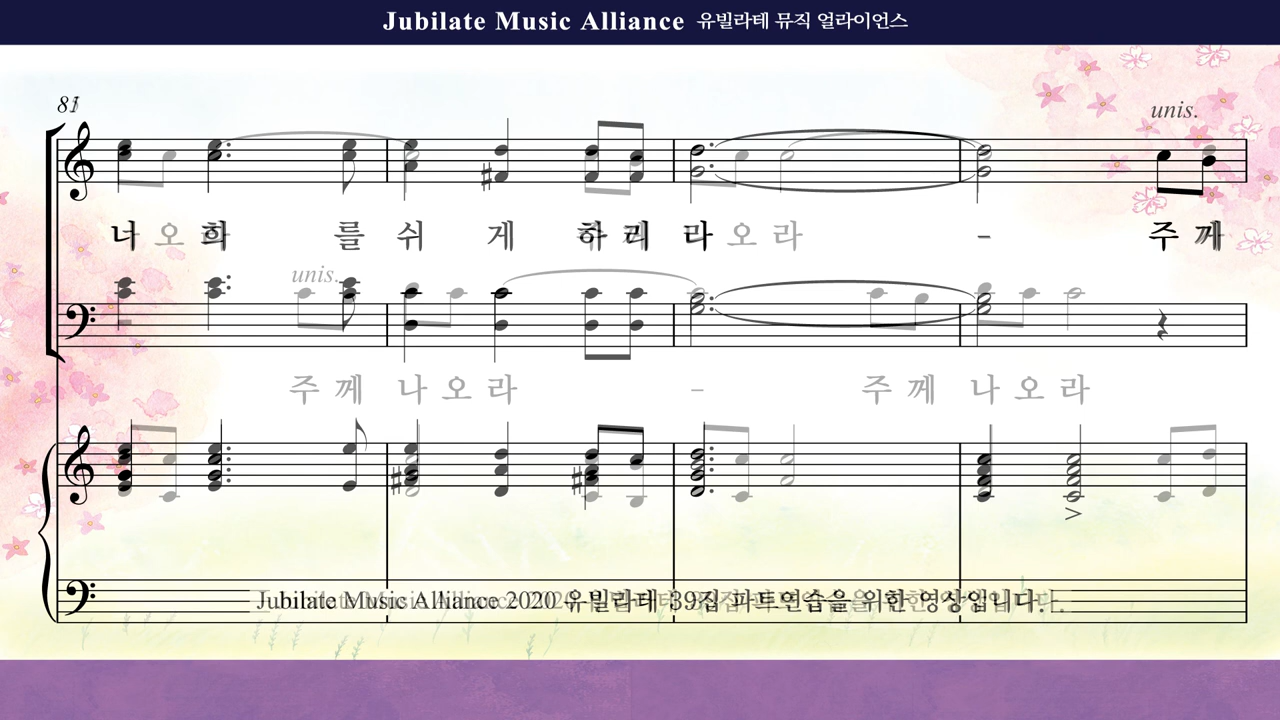 Jubilate Music Alliance 유빌라테 뮤직 얼라이언스
unis.
너 희 를 쉬 게 하 리 라 오 라 - 주 께
unis.
주 께 나 오 라 - 주 께 나 오 라
Jubilate Music Alliance 2020 유빌라테 39집 파트연습을 위한 영상입니다.